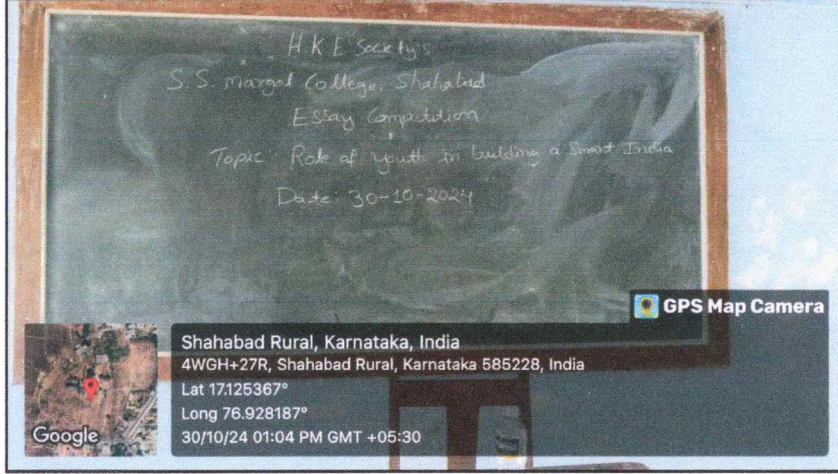 H.K.E Society's
S.S. Margol College, Shahabad
Essay Competition
Topic: Role of youth in building a Smart India
Date: 30-10-2024
GPS Map Camera
Shahabad Rural, Karnataka, India
4WGH+27R, Shahabad Rural, Karnataka 585228, India
Lat 17.125367°
Long 76.928187°
30/10/24 01:04 PM GMT +05:30
Google